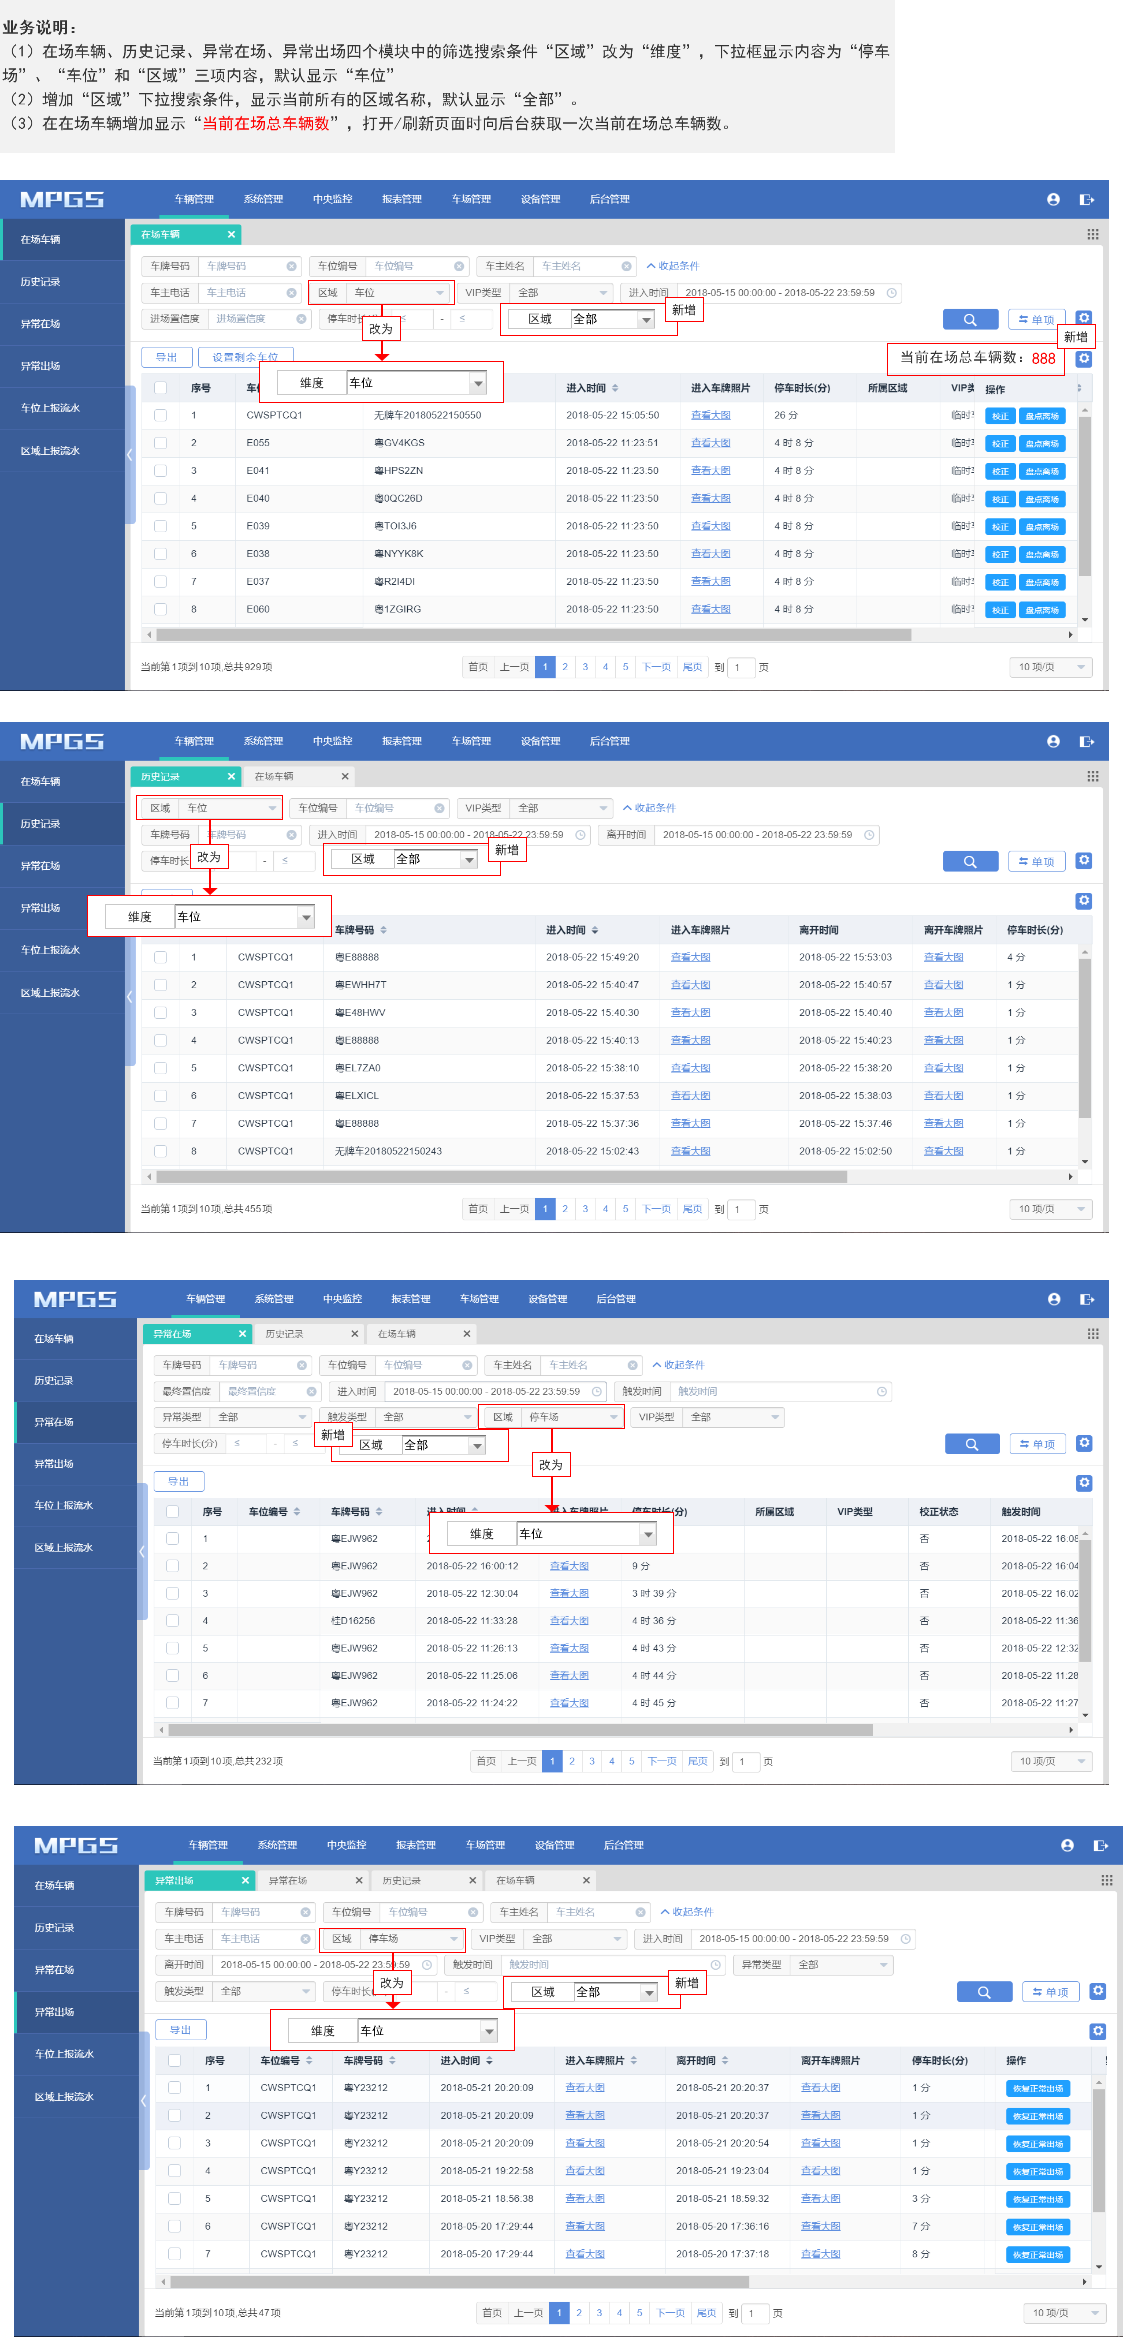 业务说明：
（1）在场车辆、历史记录、异常在场、异常出场四个模块中的筛选搜索条件“区域”改为“维度”，下拉框显示内容为“停车
场”、“车位”和“区域”三项内容，默认显示“车位”
（2）增加“区域”下拉搜索条件，显示当前所有的区域名称，默认显示“全部”。
（3）在在场车辆增加显示“当前在场总车辆数”，打开/刷新页面时向后台获取一次当前在场总车辆数。
MPGS 车辆管理 系统管理 中央监控 报表管理 车场管理 设备管理 后台管理
在场车辆 历史记录 异常在场 异常出场 车位上报流水 区域上报流水
在场车辆
车牌号码 车牌号码 车位编号 车位编号 车主姓名 车主姓名 收起条件
车主电话 车主电话 区域 车位 VIP类型 全部 进入时间 2018-05-15 00:00:00 - 2018-05-22 23:59:59
进场置信度 进场置信度 停车时长 ≤ - ≤ 区域 全部 新增 单项
改为 新增
导出 设置剩余车位 当前在场总车辆数：888
维度 车位
序号 进入时间 进入车牌照片 停车时长(分) 所属区域 操作
1 CWSPTCQ1 无牌车20180522150550 2018-05-22 15:05:50 查看大图 26 分 校正 盘点离场
2 E055 粤GV4KGS 2018-05-22 11:23:51 查看大图 4 时 8 分 校正 盘点离场
3 E041 粤HPS2ZN 2018-05-22 11:23:50 查看大图 4 时 8 分 校正 盘点离场
4 E040 粤0QC26D 2018-05-22 11:23:50 查看大图 4 时 8 分 校正 盘点离场
5 E039 粤TOI3J6 2018-05-22 11:23:50 查看大图 4 时 8 分 校正 盘点离场
6 E038 粤NYYK8K 2018-05-22 11:23:50 查看大图 4 时 8 分 校正 盘点离场
7 E037 粤R2I4DI 2018-05-22 11:23:50 查看大图 4 时 8 分 校正 盘点离场
8 E060 粤1ZGIRG 2018-05-22 11:23:50 查看大图 4 时 8 分 校正 盘点离场
当前第1项到10项,总共929项 首页 上一页 1 2 3 4 5 下一页 尾页 到 1 页 10 项/页
MPGS 车辆管理 系统管理 中央监控 报表管理 车场管理 设备管理 后台管理
在场车辆 历史记录 异常在场 异常出场 车位上报流水 区域上报流水
历史记录 在场车辆
区域 车位 车位编号 车位编号 VIP类型 全部 收起条件
车牌号码 车牌号码 进入时间 2018-05-15 00:00:00 - 2018-05-22 23:59:59 离开时间 2018-05-15 00:00:00 - 2018-05-22 23:59:59
停车时长 - ≤ 区域 全部 新增 单项
改为
维度 车位
车牌号码 进入时间 进入车牌照片 离开时间 离开车牌照片 停车时长(分)
1 CWSPTCQ1 粤E88888 2018-05-22 15:49:20 查看大图 2018-05-22 15:53:03 查看大图 4 分
2 CWSPTCQ1 粤EWHH7T 2018-05-22 15:40:47 查看大图 2018-05-22 15:40:57 查看大图 1 分
3 CWSPTCQ1 粤E48HWV 2018-05-22 15:40:30 查看大图 2018-05-22 15:40:40 查看大图 1 分
4 CWSPTCQ1 粤E88888 2018-05-22 15:40:13 查看大图 2018-05-22 15:40:23 查看大图 1 分
5 CWSPTCQ1 粤EL7ZA0 2018-05-22 15:38:10 查看大图 2018-05-22 15:38:20 查看大图 1 分
6 CWSPTCQ1 粤ELXICL 2018-05-22 15:37:53 查看大图 2018-05-22 15:38:03 查看大图 1 分
7 CWSPTCQ1 粤E88888 2018-05-22 15:37:36 查看大图 2018-05-22 15:37:46 查看大图 1 分
8 CWSPTCQ1 无牌车20180522150243 2018-05-22 15:02:43 查看大图 2018-05-22 15:02:50 查看大图 1 分
当前第1项到10项,总共455项 首页 上一页 1 2 3 4 5 下一页 尾页 到 1 页 10 项/页
MPGS 车辆管理 系统管理 中央监控 报表管理 车场管理 设备管理 后台管理
在场车辆 历史记录 异常在场 异常出场 车位上报流水 区域上报流水
异常在场 历史记录 在场车辆
车牌号码 车牌号码 车位编号 车位编号 车主姓名 车主姓名 收起条件
最终置信度 最终置信度 进入时间 2018-05-15 00:00:00 - 2018-05-22 23:59:59 触发时间 触发时间
异常类型 全部 触发类型 全部 区域 停车场 VIP类型 全部
停车时长(分) ≤ - ≤ 新增 区域 全部 单项
改为
导出
维度 车位
序号 车位编号 车牌号码 进入时间 进入车牌照片 停车时长(分) 所属区域 VIP类型 校正状态 触发时间
1 粤EJW962 否 2018-05-22 16:08
2 粤EJW962 2018-05-22 16:00:12 查看大图 9 分 否 2018-05-22 16:04
3 粤EJW962 2018-05-22 12:30:04 查看大图 3 时 39 分 否 2018-05-22 16:02
4 桂D16256 2018-05-22 11:33:28 查看大图 4 时 36 分 否 2018-05-22 11:36
5 粤EJW962 2018-05-22 11:26:13 查看大图 4 时 43 分 否 2018-05-22 12:32
6 粤EJW962 2018-05-22 11:25:06 查看大图 4 时 44 分 否 2018-05-22 11:28
7 粤EJW962 2018-05-22 11:24:22 查看大图 4 时 45 分 否 2018-05-22 11:27
当前第1项到10项,总共232项 首页 上一页 1 2 3 4 5 下一页 尾页 到 1 页 10 项/页
MPGS 车辆管理 系统管理 中央监控 报表管理 车场管理 设备管理 后台管理
在场车辆 历史记录 异常在场 异常出场 车位上报流水 区域上报流水
异常出场 异常在场 历史记录 在场车辆
车牌号码 车牌号码 车位编号 车位编号 车主姓名 车主姓名 收起条件
车主电话 车主电话 区域 停车场 VIP类型 全部 进入时间 2018-05-15 00:00:00 - 2018-05-22 23:59:59
离开时间 2018-05-15 00:00:00 - 2018-05-22 23:59:59 触发时间 触发时间 异常类型 全部
触发类型 全部 停车时长 - ≤ 区域 全部 新增 单项
改为
导出 维度 车位
序号 车位编号 车牌号码 进入时间 进入车牌照片 离开时间 离开车牌照片 停车时长(分) 操作
1 CWSPTCQ1 粤Y23212 2018-05-21 20:20:09 查看大图 2018-05-21 20:20:37 查看大图 1 分 恢复正常出场
2 CWSPTCQ1 粤Y23212 2018-05-21 20:20:09 查看大图 2018-05-21 20:20:37 查看大图 1 分 恢复正常出场
3 CWSPTCQ1 粤Y23212 2018-05-21 20:20:09 查看大图 2018-05-21 20:20:54 查看大图 1 分 恢复正常出场
4 CWSPTCQ1 粤Y23212 2018-05-21 19:22:58 查看大图 2018-05-21 19:23:04 查看大图 1 分 恢复正常出场
5 CWSPTCQ1 粤Y23212 2018-05-21 18:56:38 查看大图 2018-05-21 18:59:32 查看大图 3 分 恢复正常出场
6 CWSPTCQ1 粤Y23212 2018-05-20 17:29:44 查看大图 2018-05-20 17:36:16 查看大图 7 分 恢复正常出场
7 CWSPTCQ1 粤Y23212 2018-05-20 17:29:44 查看大图 2018-05-20 17:37:18 查看大图 8 分 恢复正常出场
当前第1项到10项,总共47项 首页 上一页 1 2 3 4 5 下一页 尾页 到 1 页 10 项/页